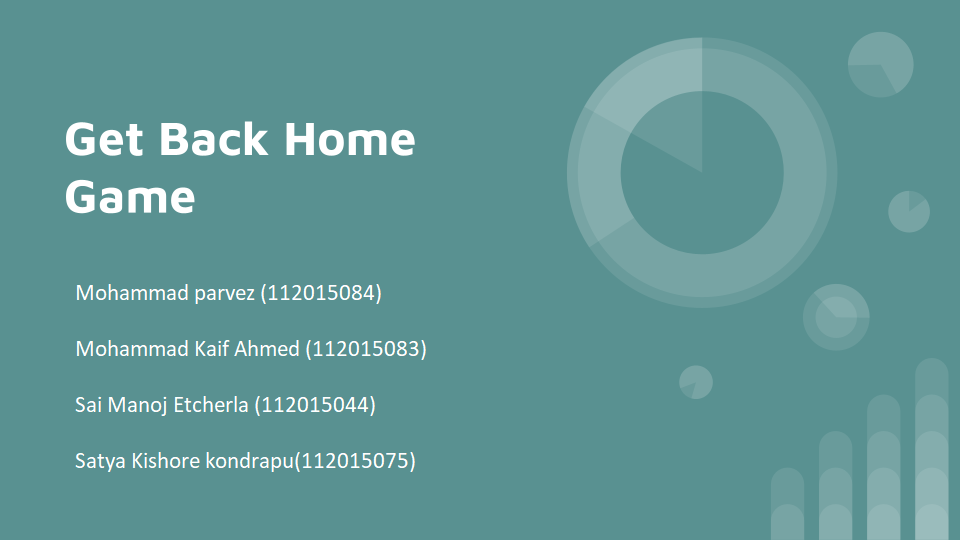 Get Back Home
Game
Mohammad parvez (112015084)
Mohammad Kaif Ahmed (112015083)
Sai Manoj Etcherla (112015044)
Satya Kishore kondrapu(112015075)